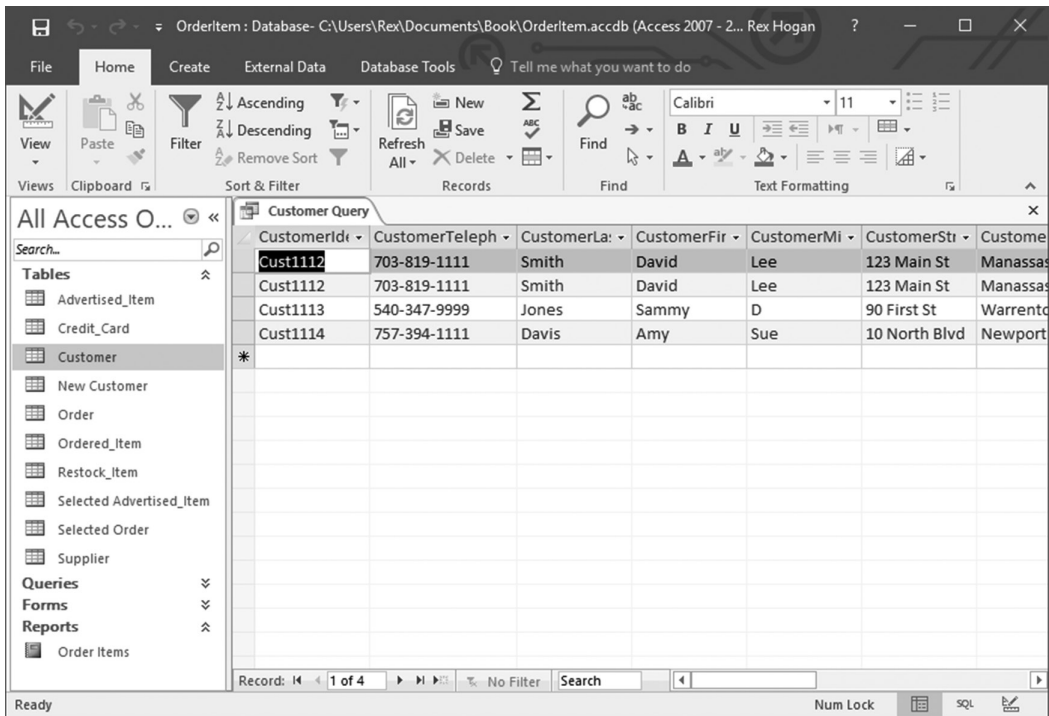 OrderItem : Database- C:\Users\Rex\Documents\Book\OrderItem.accdb (Access 2007 - 2... Rex Hogan ?
File Home Create External Data Database Tools Tell me what you want to do
View
Views
Paste
Clipboard
Filter
Ascending
Descending
Remove Sort
Sort & Filter
Refresh
All
New
Save
Delete
Records
Find
Find
Calibri 11
B I U
A
Text Formatting
All Access O... «
Search...
Tables
Advertised_Item
Credit_Card
Customer
New Customer
Order
Ordered_Item
Restock_Item
Selected Advertised_Item
Selected Order
Supplier
Queries
Forms
Reports
Order Items
Customer Query
CustomerIde CustomerTeleph CustomerLa: CustomerFir CustomerMi CustomerStr Custome
Cust1112 703-819-1111 Smith David Lee 123 Main St Manassas
Cust1112 703-819-1111 Smith David Lee 123 Main St Manassas
Cust1113 540-347-9999 Jones Sammy D 90 First St Warrento
Cust1114 757-394-1111 Davis Amy Sue 10 North Blvd Newport
*
Record: 1 of 4 No Filter Search
Ready Num Lock SQL